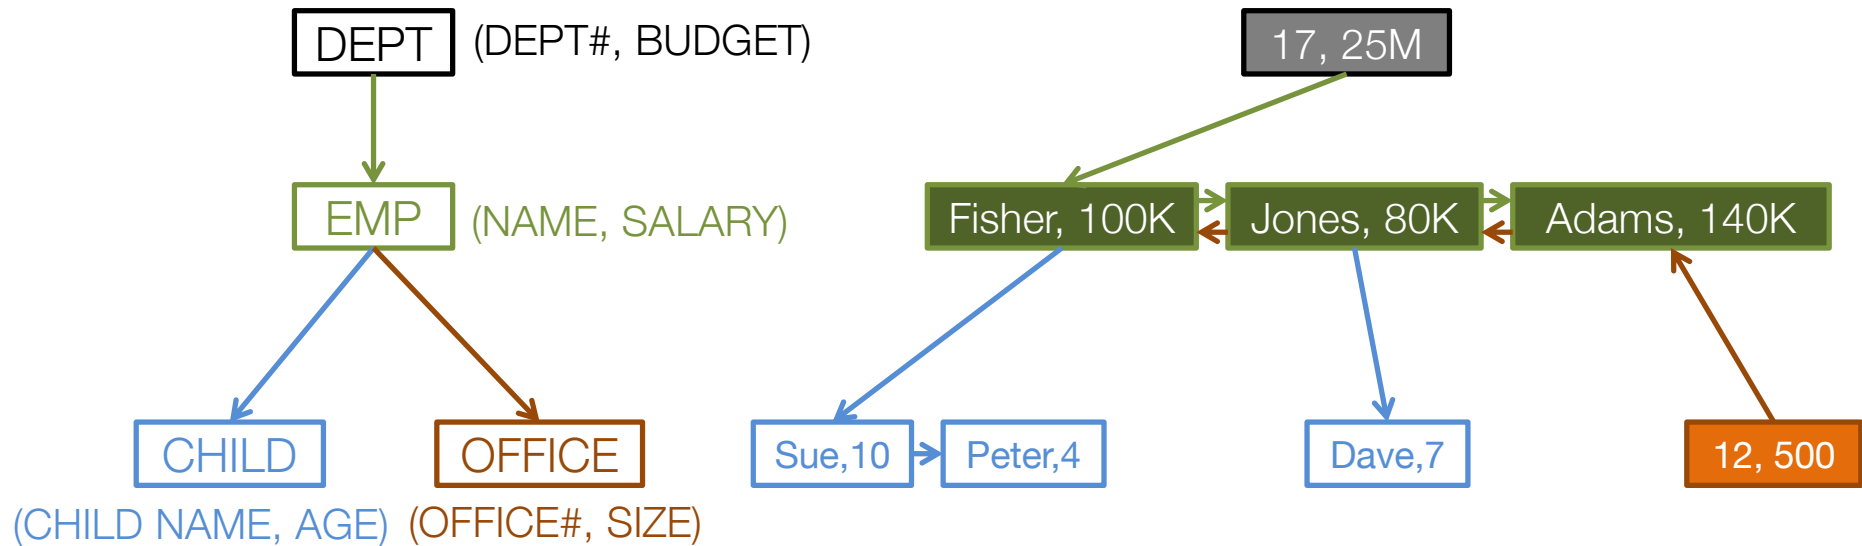 DEPT (DEPT#, BUDGET) 17, 25M
EMP (NAME, SALARY) Fisher, 100K Jones, 80K Adams, 140K
CHILD OFFICE Sue,10 Peter,4 Dave,7 12, 500
(CHILD NAME, AGE) (OFFICE#, SIZE)